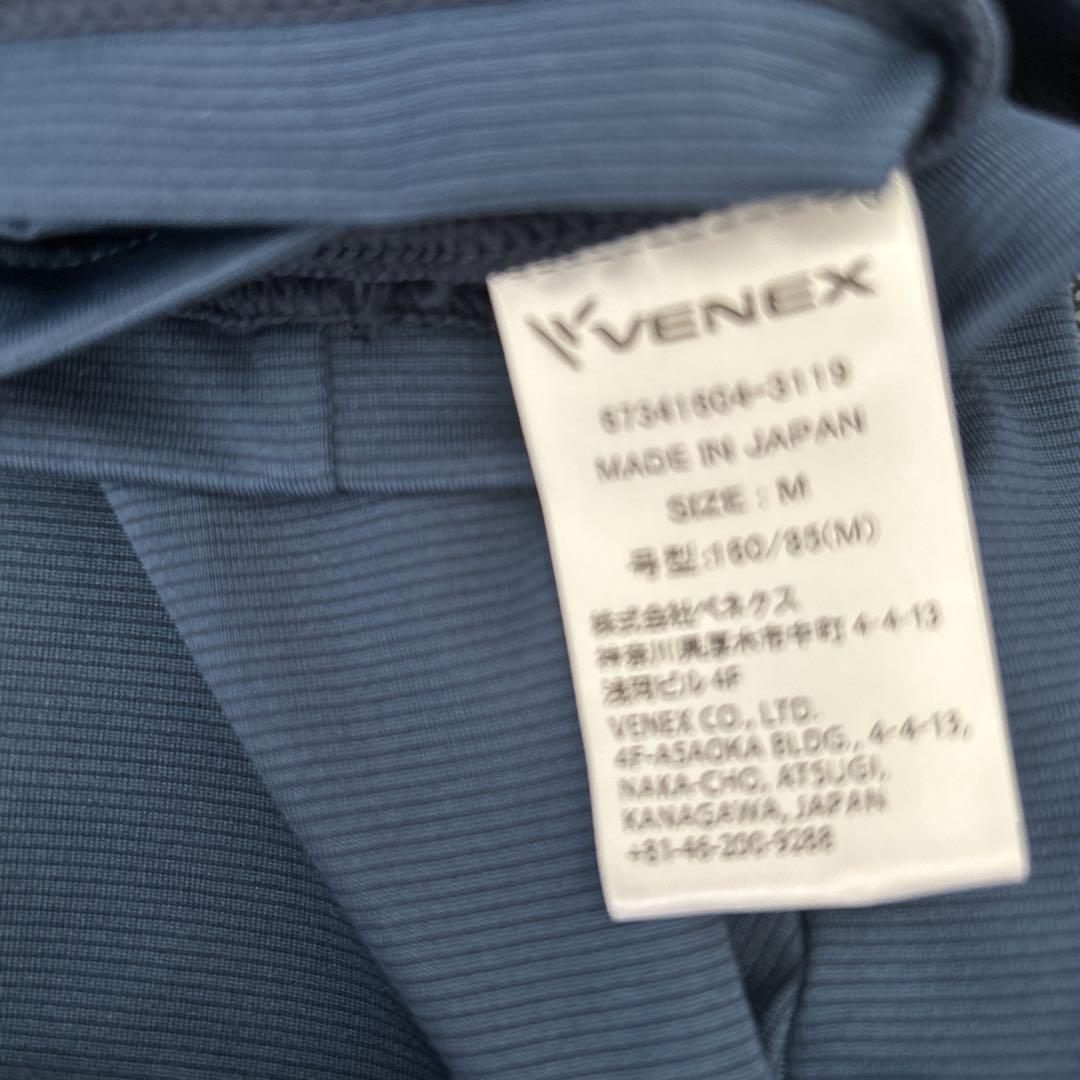 VENEX
67341604-3119
MADE IN JAPAN
SIZE : M
号型:160/85(M)
株式会社ベネクス
神奈川県厚木市中町 4-4-13
浅岡ビル 4F
VENEX CO., LTD.
4F-ASAOKA BLDG., 4-4-13,
NAKA-CHO, ATSUGI,
KANAGAWA, JAPAN
+81-46-200-9288